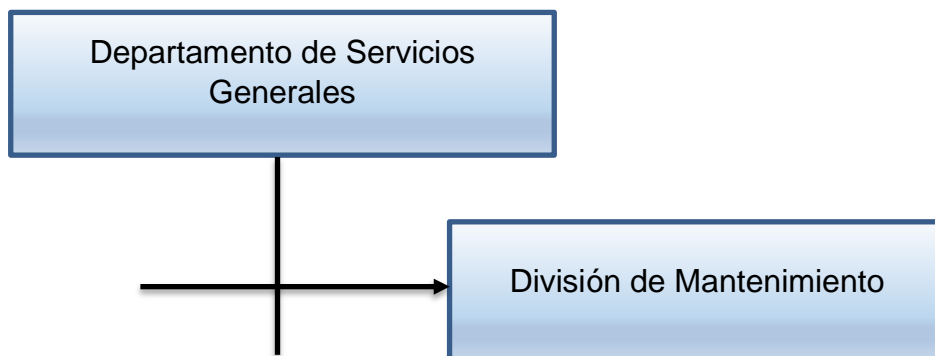 Departamento de Servicios
Generales
División de Mantenimiento